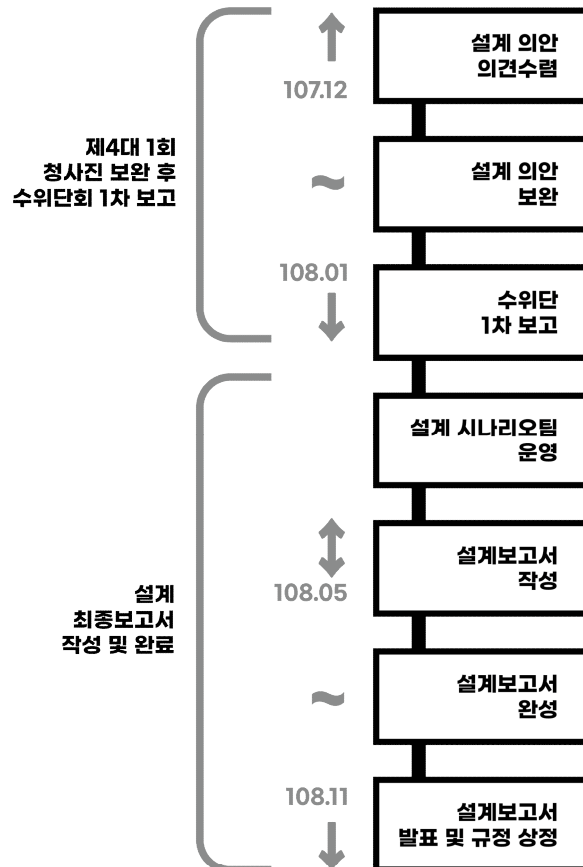 제4대 1회
청사진 보완 후
수위단회 1차 보고
107.12
~
108.01
설계 의안
의견수렴
설계 의안
보완
수위단
1차 보고
설계
최종보고서
작성 및 완료
108.05
~
108.11
설계 시나리오팀
운영
설계보고서
작성
설계보고서
완성
설계보고서
발표 및 규정 상정